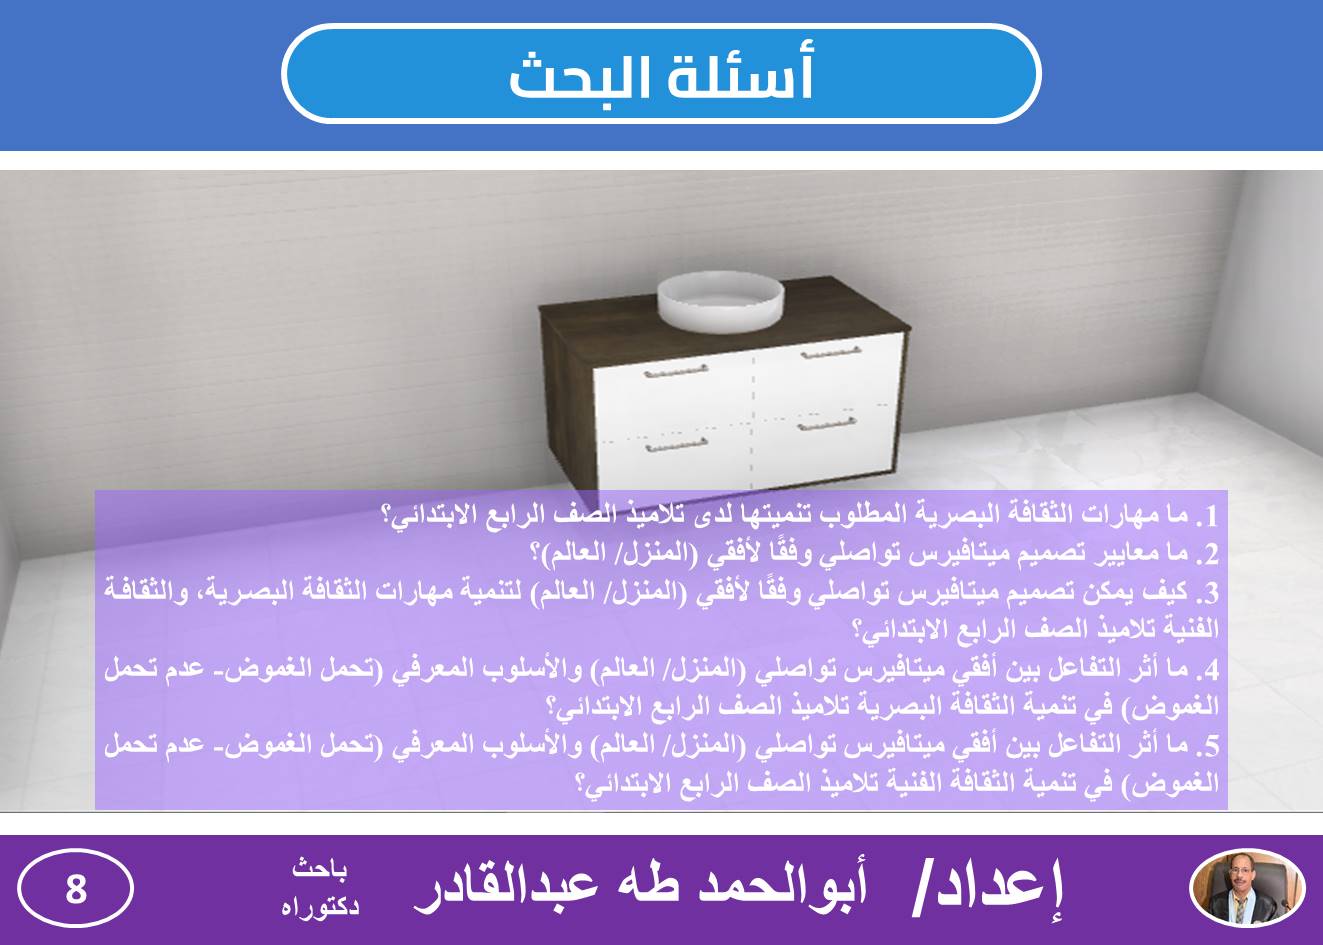 أسئلة البحث
1. ما مهارات الثقافة البصرية المطلوب تنميتها لدى تلاميذ الصف الرابع الابتدائي؟
2. ما معايير تصميم ميتافيرس تواصلي وفقًا لأفقي (المنزل/ العالم)؟
3. كيف يمكن تصميم ميتافيرس تواصلي وفقًا لأفقي (المنزل/ العالم) لتنمية مهارات الثقافة البصرية، والثقافة
الفنية تلاميذ الصف الرابع الابتدائي؟
4. ما أثر التفاعل بين أفقي ميتافيرس تواصلي (المنزل/ العالم) والأسلوب المعرفي (تحمل الغموض- عدم تحمل
الغموض) في تنمية الثقافة البصرية تلاميذ الصف الرابع الابتدائي؟
5. ما أثر التفاعل بين أفقي ميتافيرس تواصلي (المنزل/ العالم) والأسلوب المعرفي (تحمل الغموض- عدم تحمل
الغموض) في تنمية الثقافة الفنية تلاميذ الصف الرابع الابتدائي؟
إعداد/ أبوالحمد طه عبدالقادر
باحث
دكتوراه
8